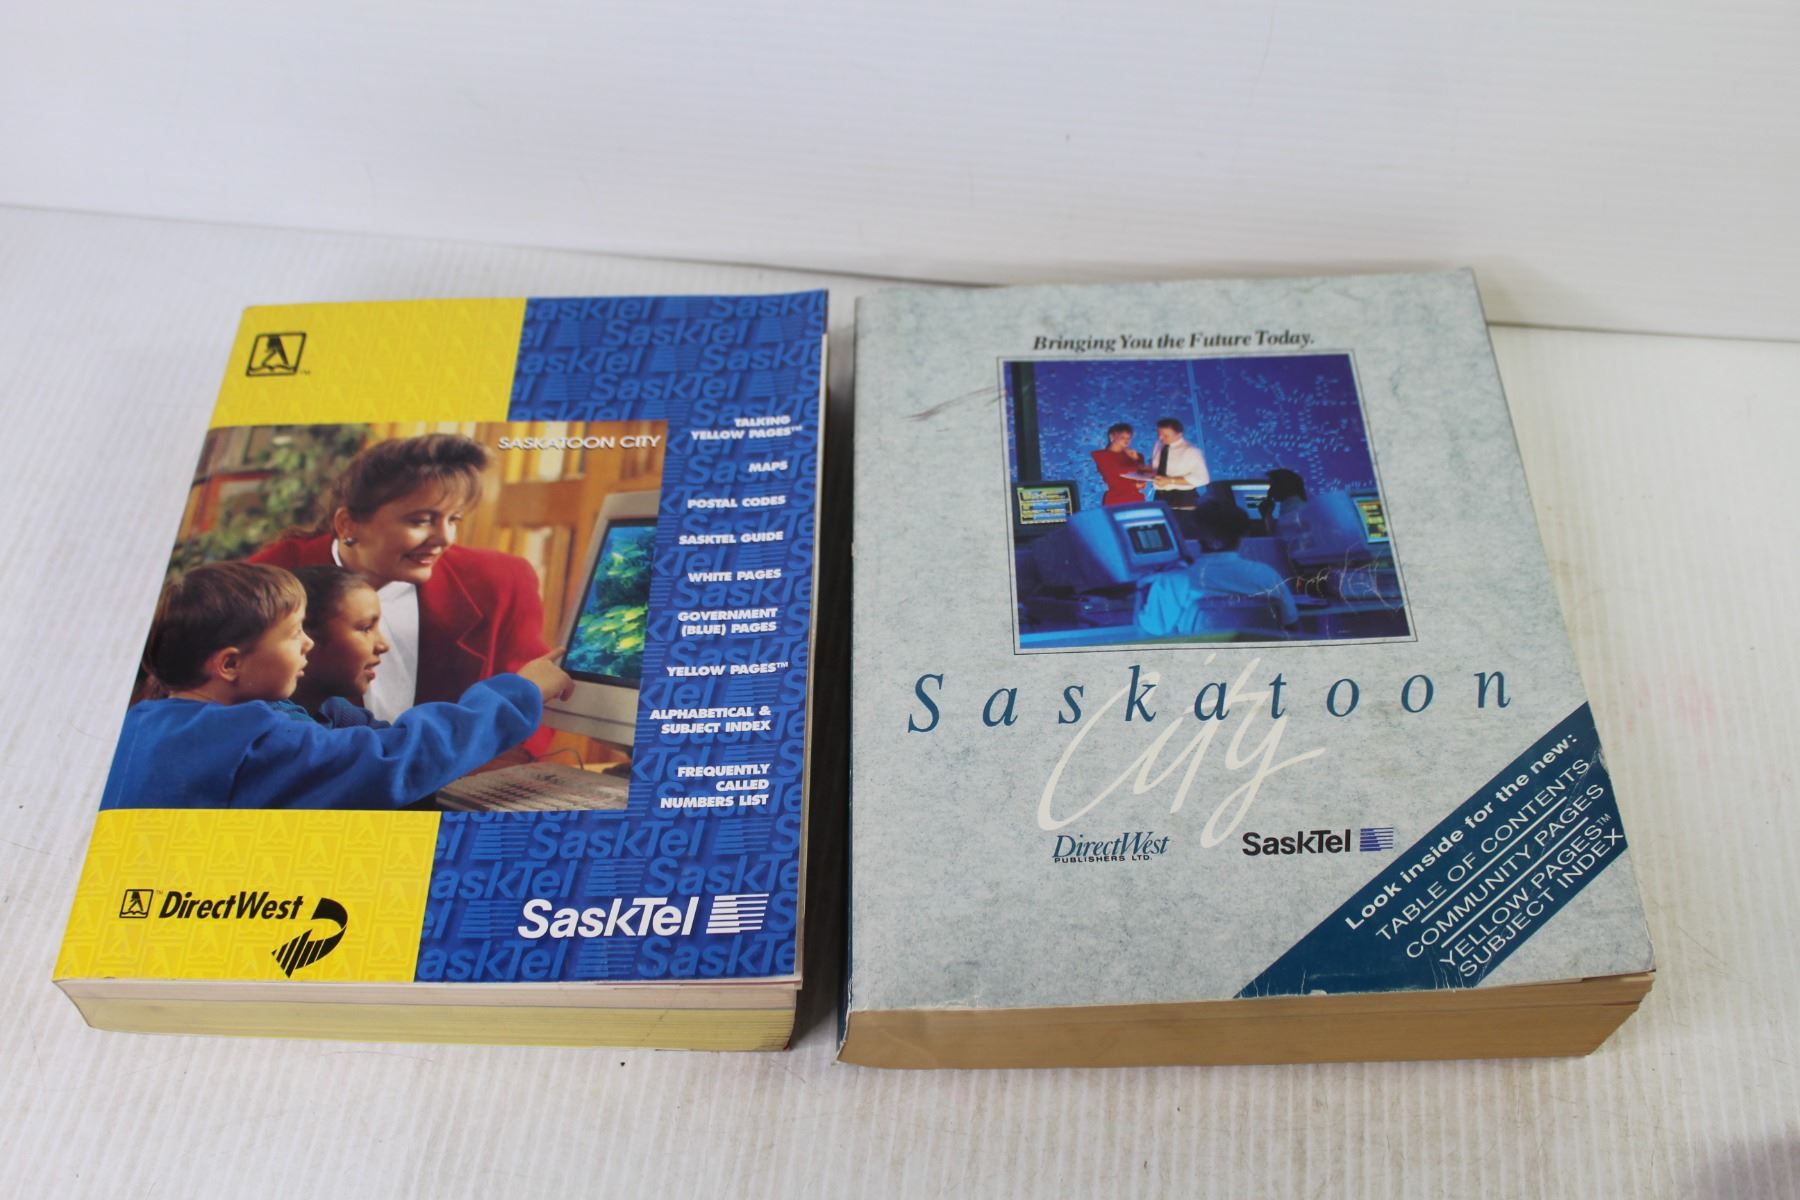 SASKATOON CITY
TALKING
YELLOW PAGES™
MAPS
POSTAL CODES
SASKTEL GUIDE
WHITE PAGES
GOVERNMENT
(BLUE) PAGES
YELLOW PAGES™
ALPHABETICAL &
SUBJECT INDEX
FREQUENTLY
CALLED
NUMBERS LIST
™ DirectWest
SaskTel
Bringing You the Future Today.
Saskatoon
City
DirectWest
PUBLISHERS LTD.
SaskTel
Look inside for the new:
TABLE OF CONTENTS
COMMUNITY PAGES
YELLOW PAGES™
SUBJECT INDEX